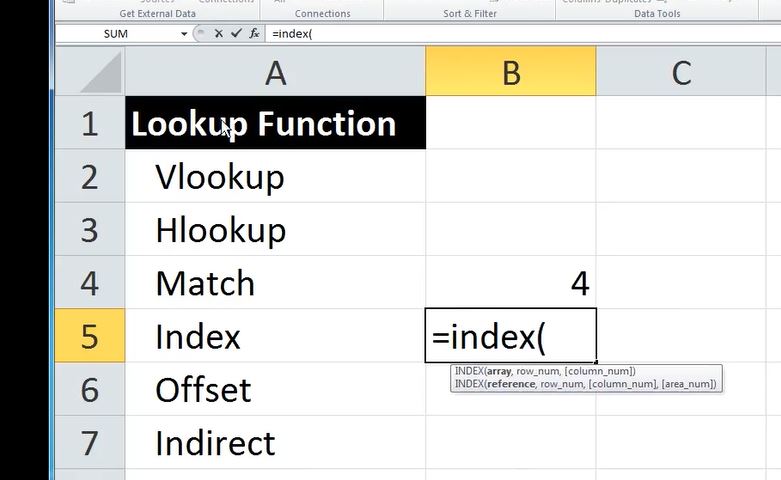 Get External Data
Connections
Sort & Filter
Data Tools
SUM
fx
=index(
A
B
C
1
Lookup Function
2
Vlookup
3
Hlookup
4
Match
4
5
Index
=index(
INDEX(array, row_num, [column_num])
INDEX(reference, row_num, [column_num], [area_num])
6
Offset
7
Indirect